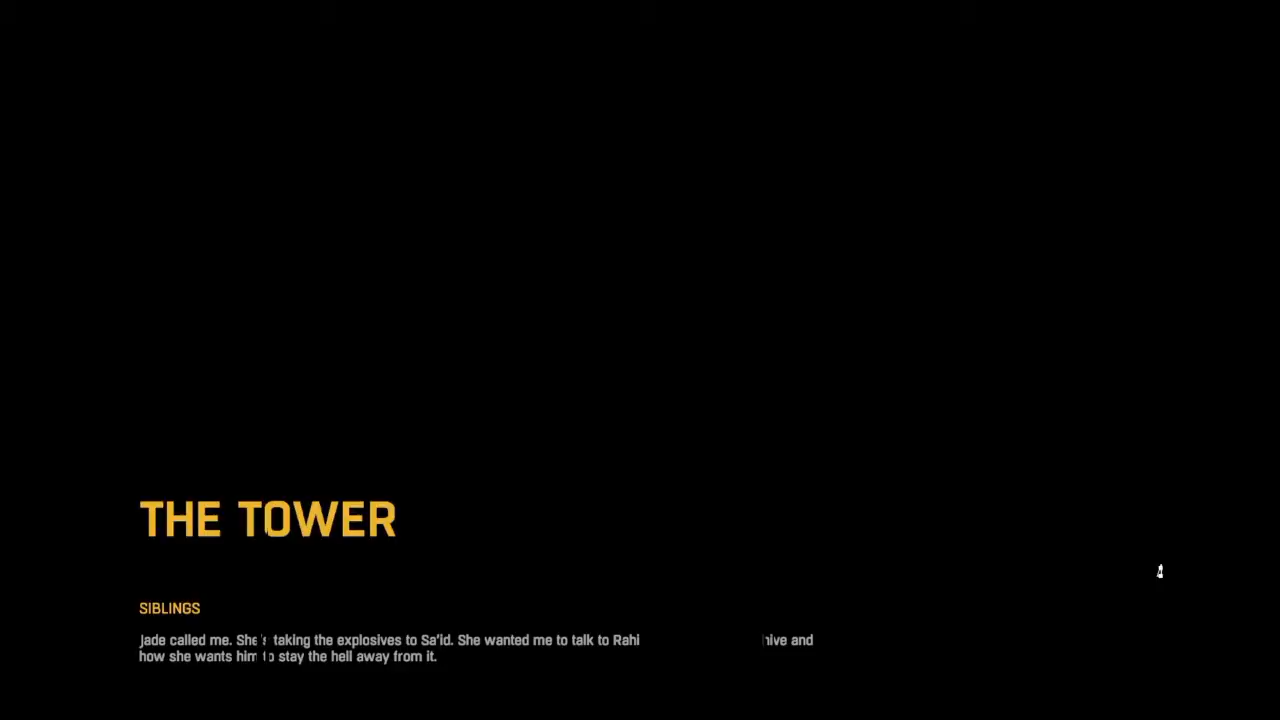 THE TOWER
SIBLINGS
Jade called me. She's taking the explosives to Sa'id. She wanted me to talk to Rahi hive and
how she wants him to stay the hell away from it.